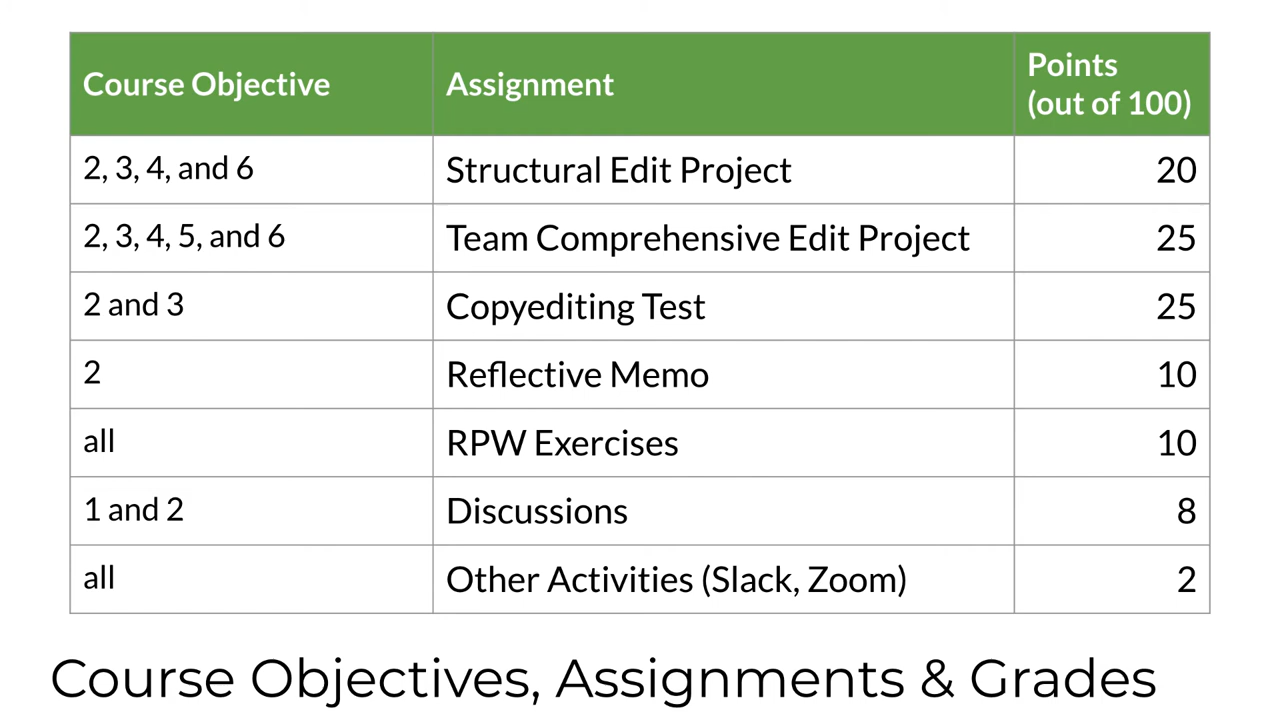 Course Objective Assignment Points
(out of 100)
2, 3, 4, and 6 Structural Edit Project 20
2, 3, 4, 5, and 6 Team Comprehensive Edit Project 25
2 and 3 Copyediting Test 25
2 Reflective Memo 10
all RPW Exercises 10
1 and 2 Discussions 8
all Other Activities (Slack, Zoom) 2
Course Objectives, Assignments & Grades